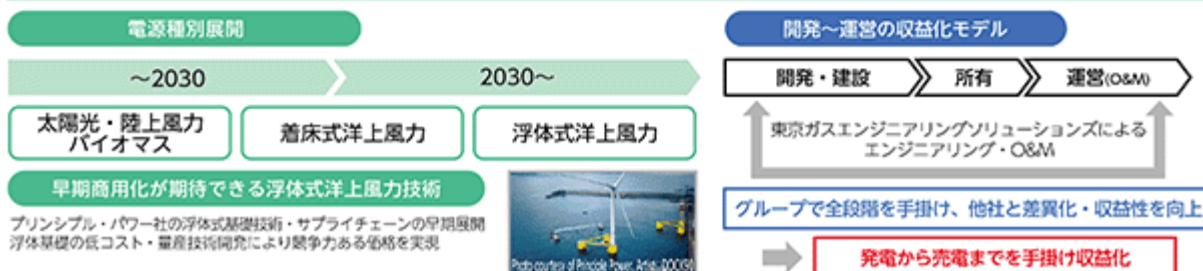 電源種別展開
～2030
2030～
太陽光・陸上風力
バイオマス
着床式洋上風力
浮体式洋上風力
早期商用化が期待できる浮体式洋上風力技術
プリンシプル・パワー社の浮体式基礎技術・サプライチェーンの早期展開
浮体基礎の低コスト・量産技術開発により競争力ある価格を実現
Photo courtesy of Principle Power. Artist: DOCK90
開発～運営の収益化モデル
開発・建設
所有
運営(O&M)
東京ガスエンジニアリングソリューションズによる
エンジニアリング・O&M
グループで全段階を手掛け、他社と差異化・収益性を向上
発電から売電までを手掛け収益化